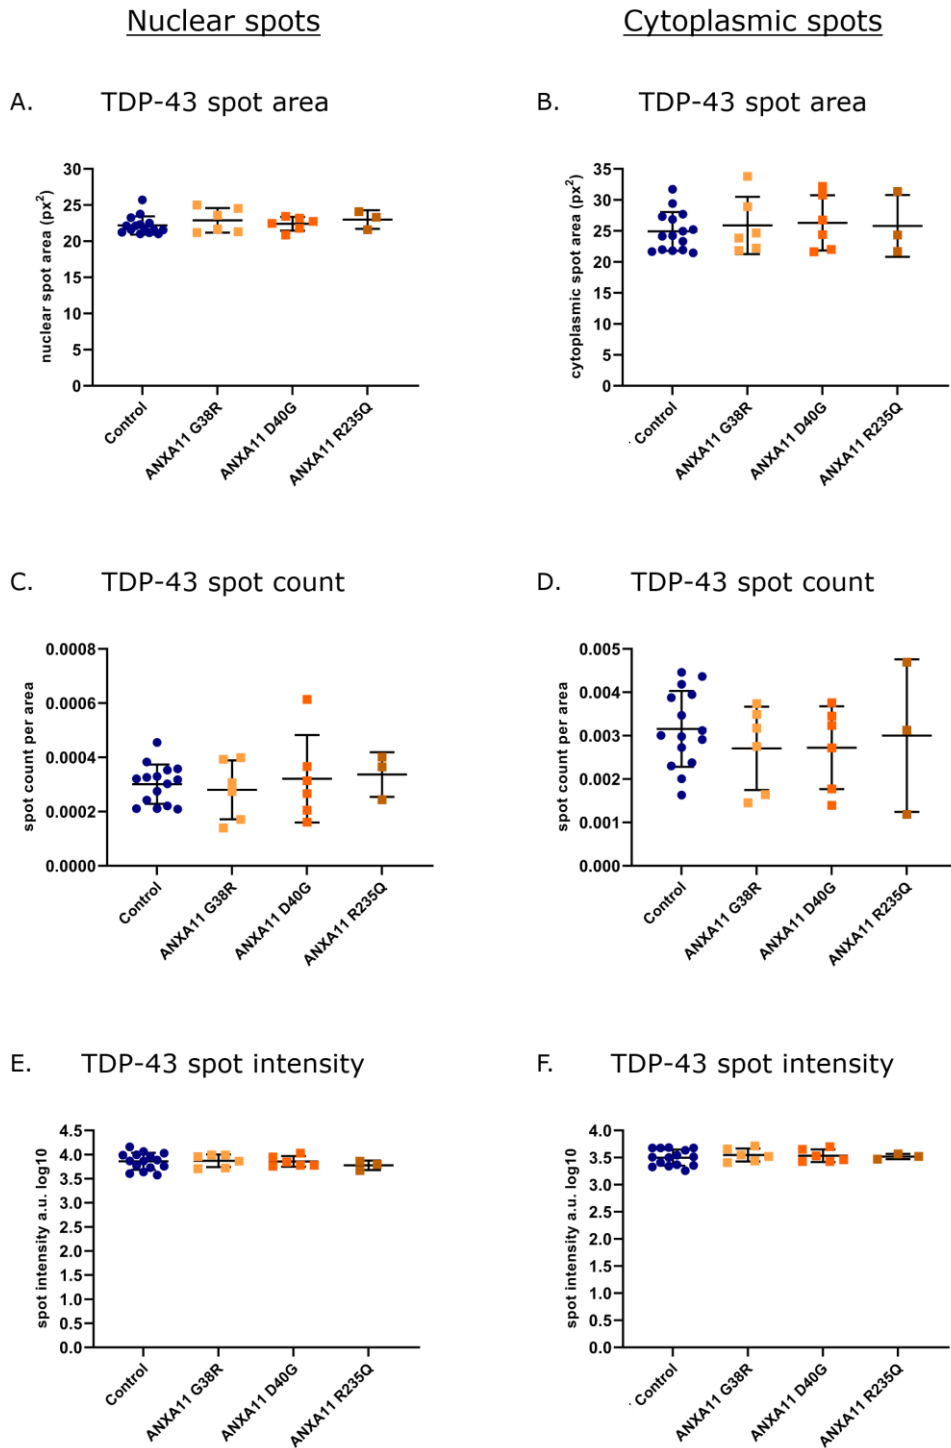 Nuclear spots
Cytoplasmic spots
A. TDP-43 spot area
nuclear spot area (px²)
30
25
20
15
10
5
0
Control
ANXA11 G38R
ANXA11 D40G
ANXA11 R235Q
B. TDP-43 spot area
cytoplasmic spot area (px²)
35
30
25
20
15
10
5
0
Control
ANXA11 G38R
ANXA11 D40G
ANXA11 R235Q
C. TDP-43 spot count
spot count per area
0.0008
0.0006
0.0004
0.0002
0.0000
Control
ANXA11 G38R
ANXA11 D40G
ANXA11 R235Q
D. TDP-43 spot count
spot count per area
0.005
0.004
0.003
0.002
0.001
0.000
Control
ANXA11 G38R
ANXA11 D40G
ANXA11 R235Q
E. TDP-43 spot intensity
spot intensity a.u. log10
4.5
4.0
3.5
3.0
2.5
2.0
1.5
1.0
0.5
0.0
Control
ANXA11 G38R
ANXA11 D40G
ANXA11 R235Q
F. TDP-43 spot intensity
spot intensity a.u. log10
4.0
3.5
3.0
2.5
2.0
1.5
1.0
0.5
0.0
Control
ANXA11 G38R
ANXA11 D40G
ANXA11 R235Q